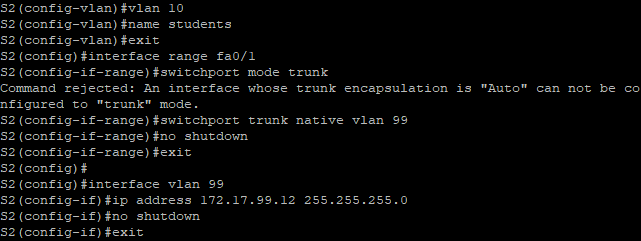 S2(config-vlan)#vlan 10
S2(config-vlan)#name students
S2(config-vlan)#exit
S2(config)#interface range fa0/1
S2(config-if-range)#switchport mode trunk
Command rejected: An interface whose trunk encapsulation is "Auto" can not be co
nfigured to "trunk" mode.
S2(config-if-range)#switchport trunk native vlan 99
S2(config-if-range)#no shutdown
S2(config-if-range)#exit
S2(config)#
S2(config)#interface vlan 99
S2(config-if)#ip address 172.17.99.12 255.255.255.0
S2(config-if)#no shutdown
S2(config-if)#exit